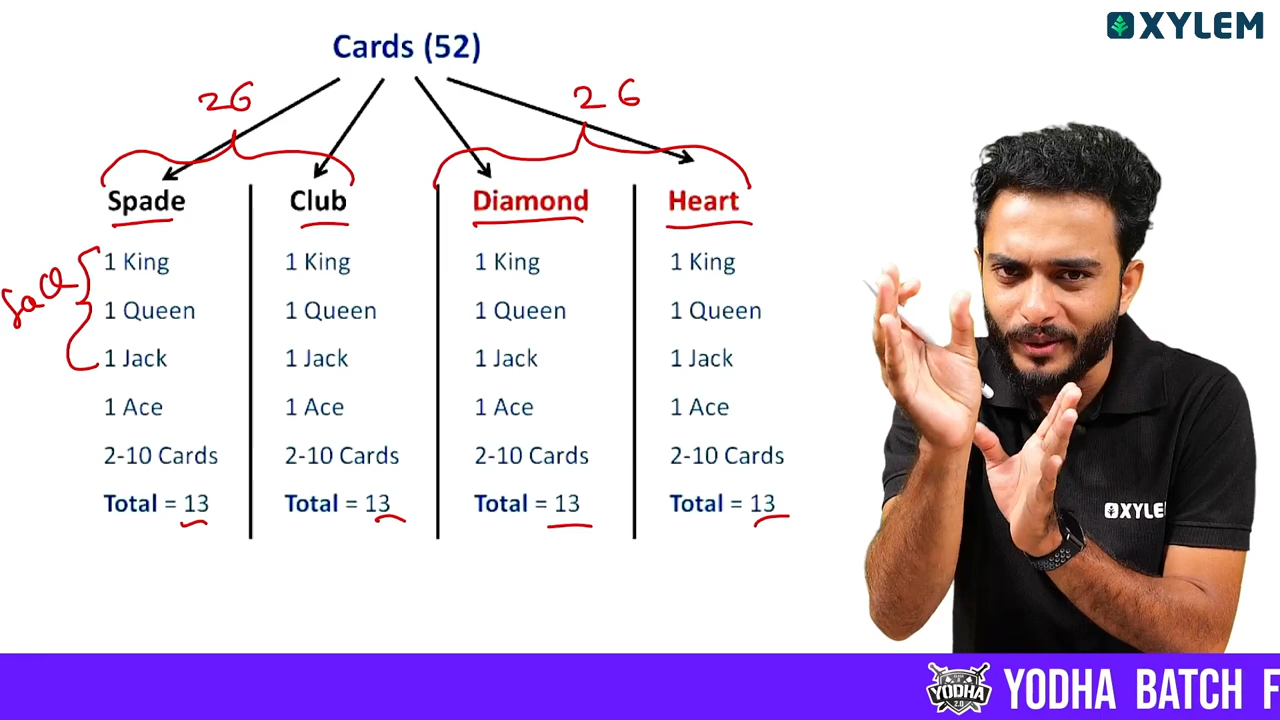 XYLEM
Cards (52)
26 26
Spade Club Diamond Heart
1 King 1 King 1 King 1 King
face
1 Queen 1 Queen 1 Queen 1 Queen
1 Jack 1 Jack 1 Jack 1 Jack
1 Ace 1 Ace 1 Ace 1 Ace
2-10 Cards 2-10 Cards 2-10 Cards 2-10 Cards
Total = 13 Total = 13 Total = 13 Total = 13
XYLE
YODHA
2.0
YODHA BATCH F